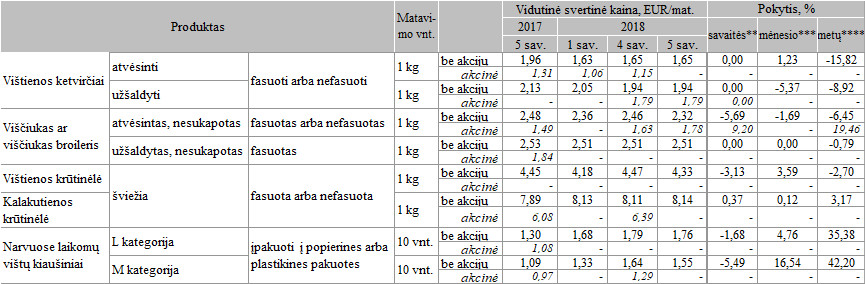 Produktas Matavi- Vidutinė svertinė kaina, EUR/mat. Pokytis, %
mo vnt. 2017 2018 savaitės** mėnesio*** metų****
5 sav. 1 sav. 4 sav. 5 sav.
Vištienos ketvirčiai atvėsinti fasuoti arba nefasuoti 1 kg be akcijų 1,96 1,63 1,65 1,65 0,00 1,23 -15,82
akcinė 1,31 1,06 1,15 - - - -
užšaldyti 1 kg be akcijų 2,13 2,05 1,94 1,94 0,00 -5,37 -8,92
akcinė - - 1,79 1,79 0,00 - -
Viščiukas ar viščiukas broileris atvėsintas, nesukapotas fasuotas arba nefasuotas 1 kg be akcijų 2,48 2,36 2,46 2,32 -5,69 -1,69 -6,45
akcinė 1,49 - 1,63 1,78 9,20 - 19,46
užšaldytas, nesukapotas fasuotas 1 kg be akcijų 2,53 2,51 2,51 2,51 0,00 0,00 -0,79
akcinė 1,84 - - - - - -
Vištienos krūtinėlė šviežia fasuota arba nefasuota 1 kg be akcijų 4,45 4,18 4,47 4,33 -3,13 3,59 -2,70
akcinė - - - - - - -
Kalakutienos krūtinėlė 1 kg be akcijų 7,89 8,13 8,11 8,14 0,37 0,12 3,17
akcinė 6,08 - 6,39 - - - -
Narvuose laikomų vištų kiaušiniai L kategorija įpakuoti į popierines arba plastikines pakuotes 10 vnt. be akcijų 1,30 1,68 1,79 1,76 -1,68 4,76 35,38
akcinė 1,08 - - - - - -
M kategorija 10 vnt. be akcijų 1,09 1,33 1,64 1,55 -5,49 16,54 42,20
akcinė 0,97 - 1,29 - - - -